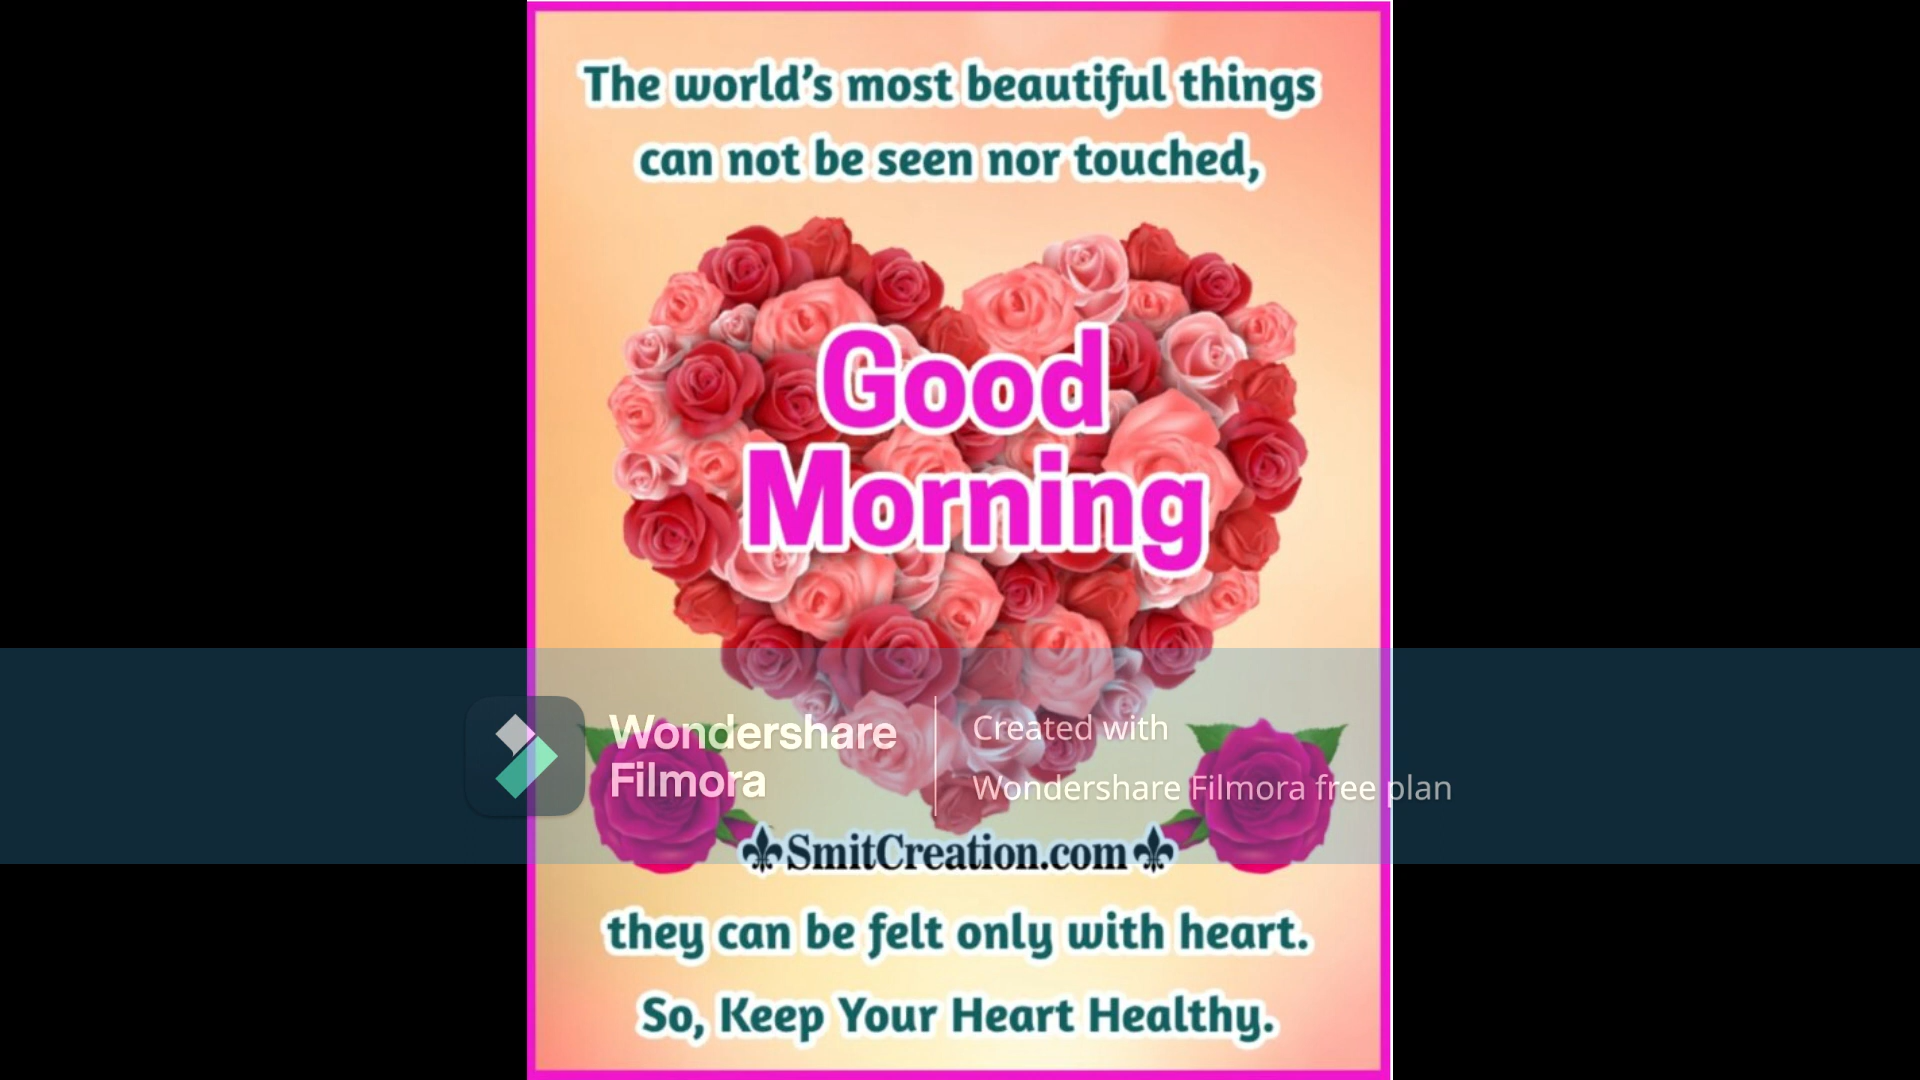 The world’s most beautiful things
can not be seen nor touched,
Good
Morning
Wondershare
Filmora
Created with
Wondershare Filmora free plan
SmitCreation.com
they can be felt only with heart.
So, Keep Your Heart Healthy.